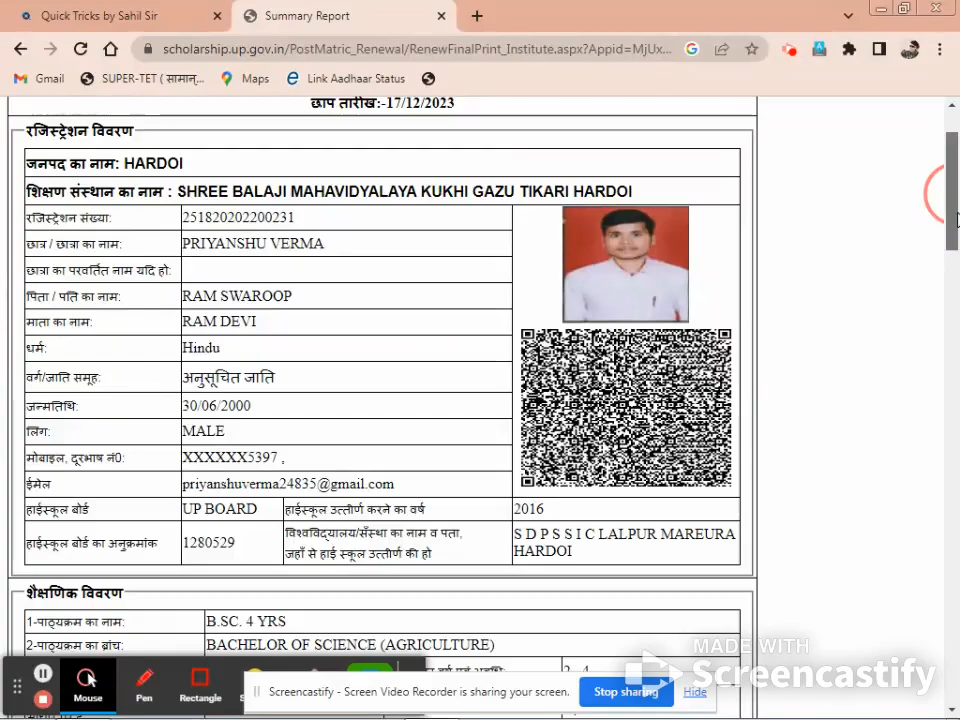 Quick Tricks by Sahil Sir
Summary Report
scholarship.up.gov.in/PostMatric_Renewal/RenewFinalPrint_Institute.aspx?Appid=MjUx...
Gmail
SUPER-TET ( सामान्...
Maps
Link Aadhaar Status
छाप तारीख:-17/12/2023
रजिस्ट्रेशन विवरण
जनपद का नाम: HARDOI
शिक्षण संस्थान का नाम : SHREE BALAJI MAHAVIDYALAYA KUKHI GAZU TIKARI HARDOI
रजिस्ट्रेशन संख्या: 251820202200231
छात्र / छात्रा का नाम: PRIYANSHU VERMA
छात्रा का परवर्तित नाम यदि हो:
पिता / पति का नाम: RAM SWAROOP
माता का नाम: RAM DEVI
धर्म: Hindu
वर्ग/जाति समूह: अनुसूचित जाति
जन्मतिथि: 30/06/2000
लिंग: MALE
मोबाइल, दूरभाष नं0: XXXXXX5397 ,
ईमेल priyanshuverma24835@gmail.com
हाईस्कूल बोर्ड UP BOARD हाईस्कूल उत्तीर्ण करने का वर्ष 2016
हाईस्कूल बोर्ड का अनुक्रमांक 1280529 विश्वविद्यालय/सँस्था का नाम व पता, जहाँ से हाई स्कूल उत्तीर्ण की हो S D P S S I C LALPUR MAREURA HARDOI
शैक्षणिक विवरण
1-पाठ्यक्रम का नाम: B.SC. 4 YRS
2-पाठ्यक्रम का ब्रांच: BACHELOR OF SCIENCE (AGRICULTURE)
MADE WITH
Screencastify
Mouse
Pen
Rectangle
Screencastify - Screen Video Recorder is sharing your screen.
Stop sharing
Hide